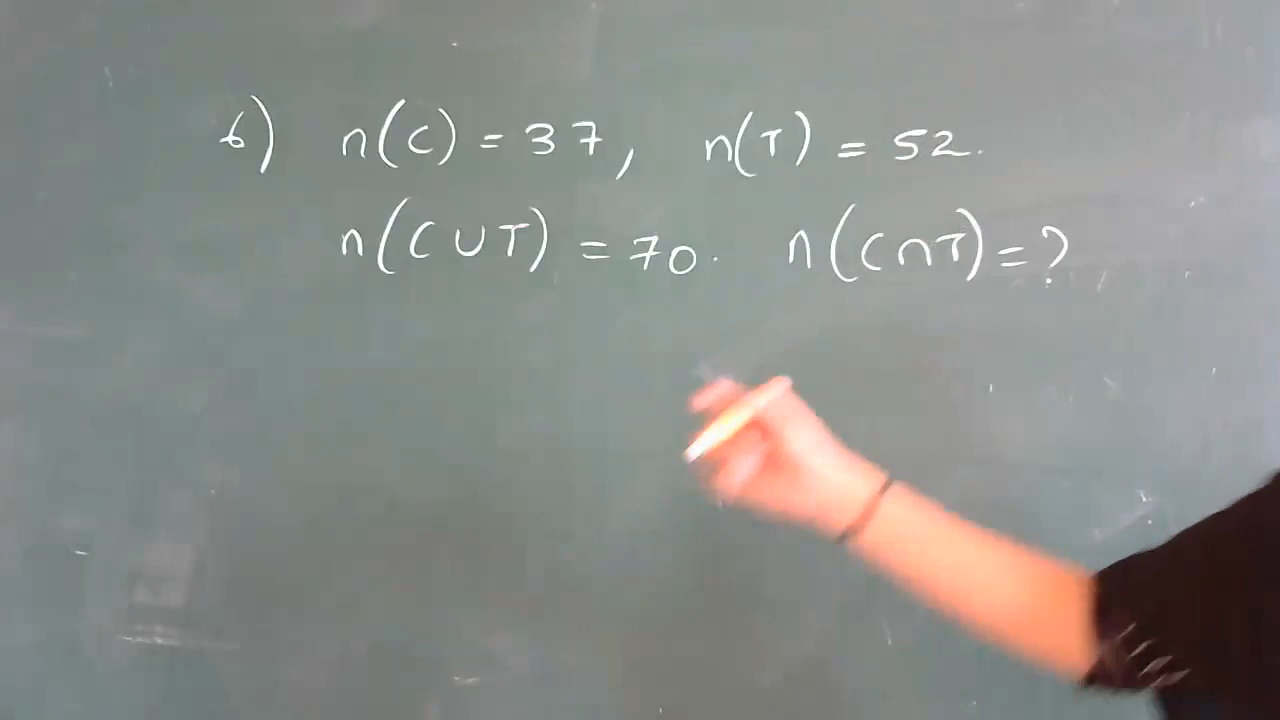 6) n(C) = 37, n(T) = 52.
n(C∪T) = 70. n(C∩T) = ?